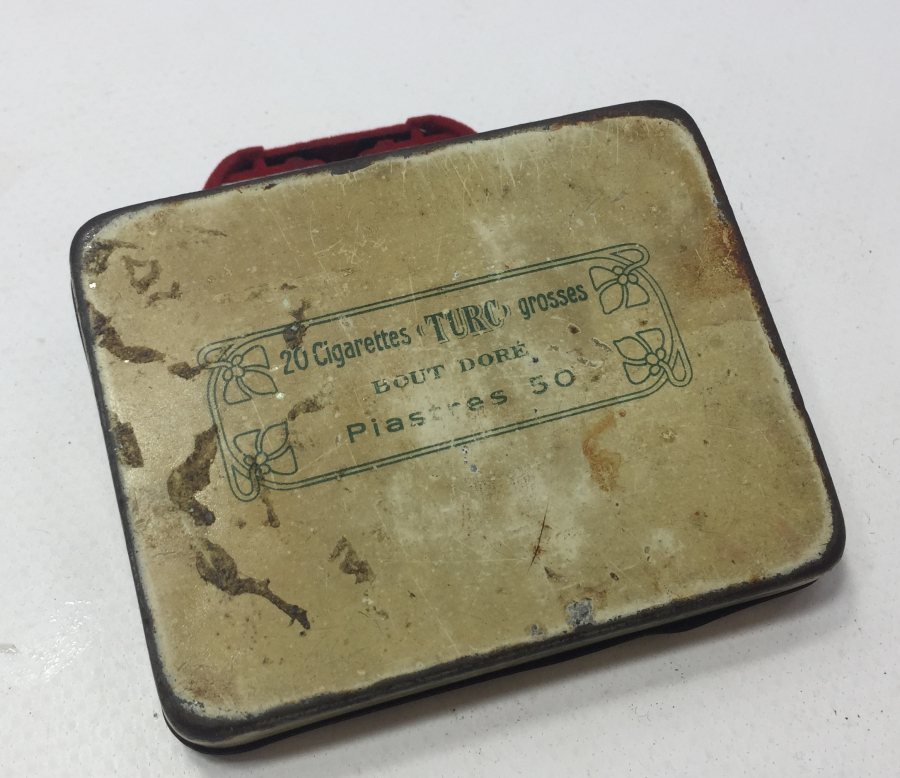 20 Cigarettes «TURC» grosses
BOUT DORÉ
Piastres 50